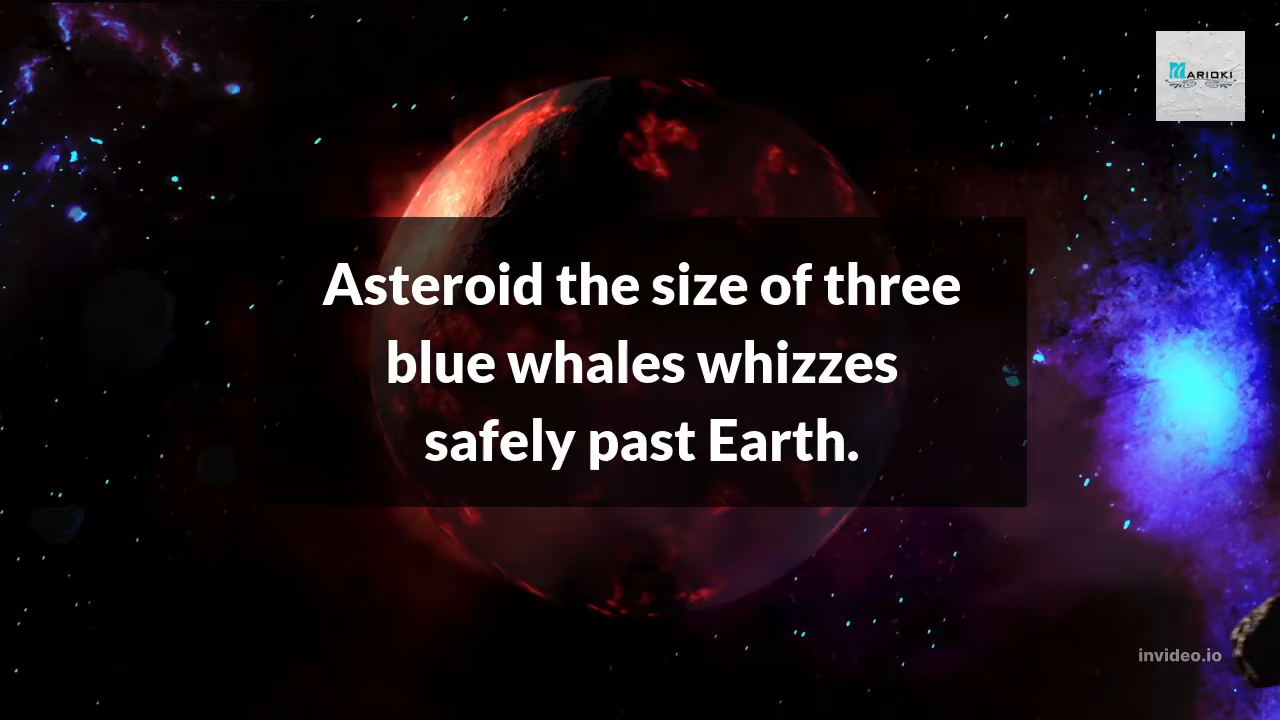 MARIOKI
Asteroid the size of three
blue whales whizzes
safely past Earth.
invideo.io